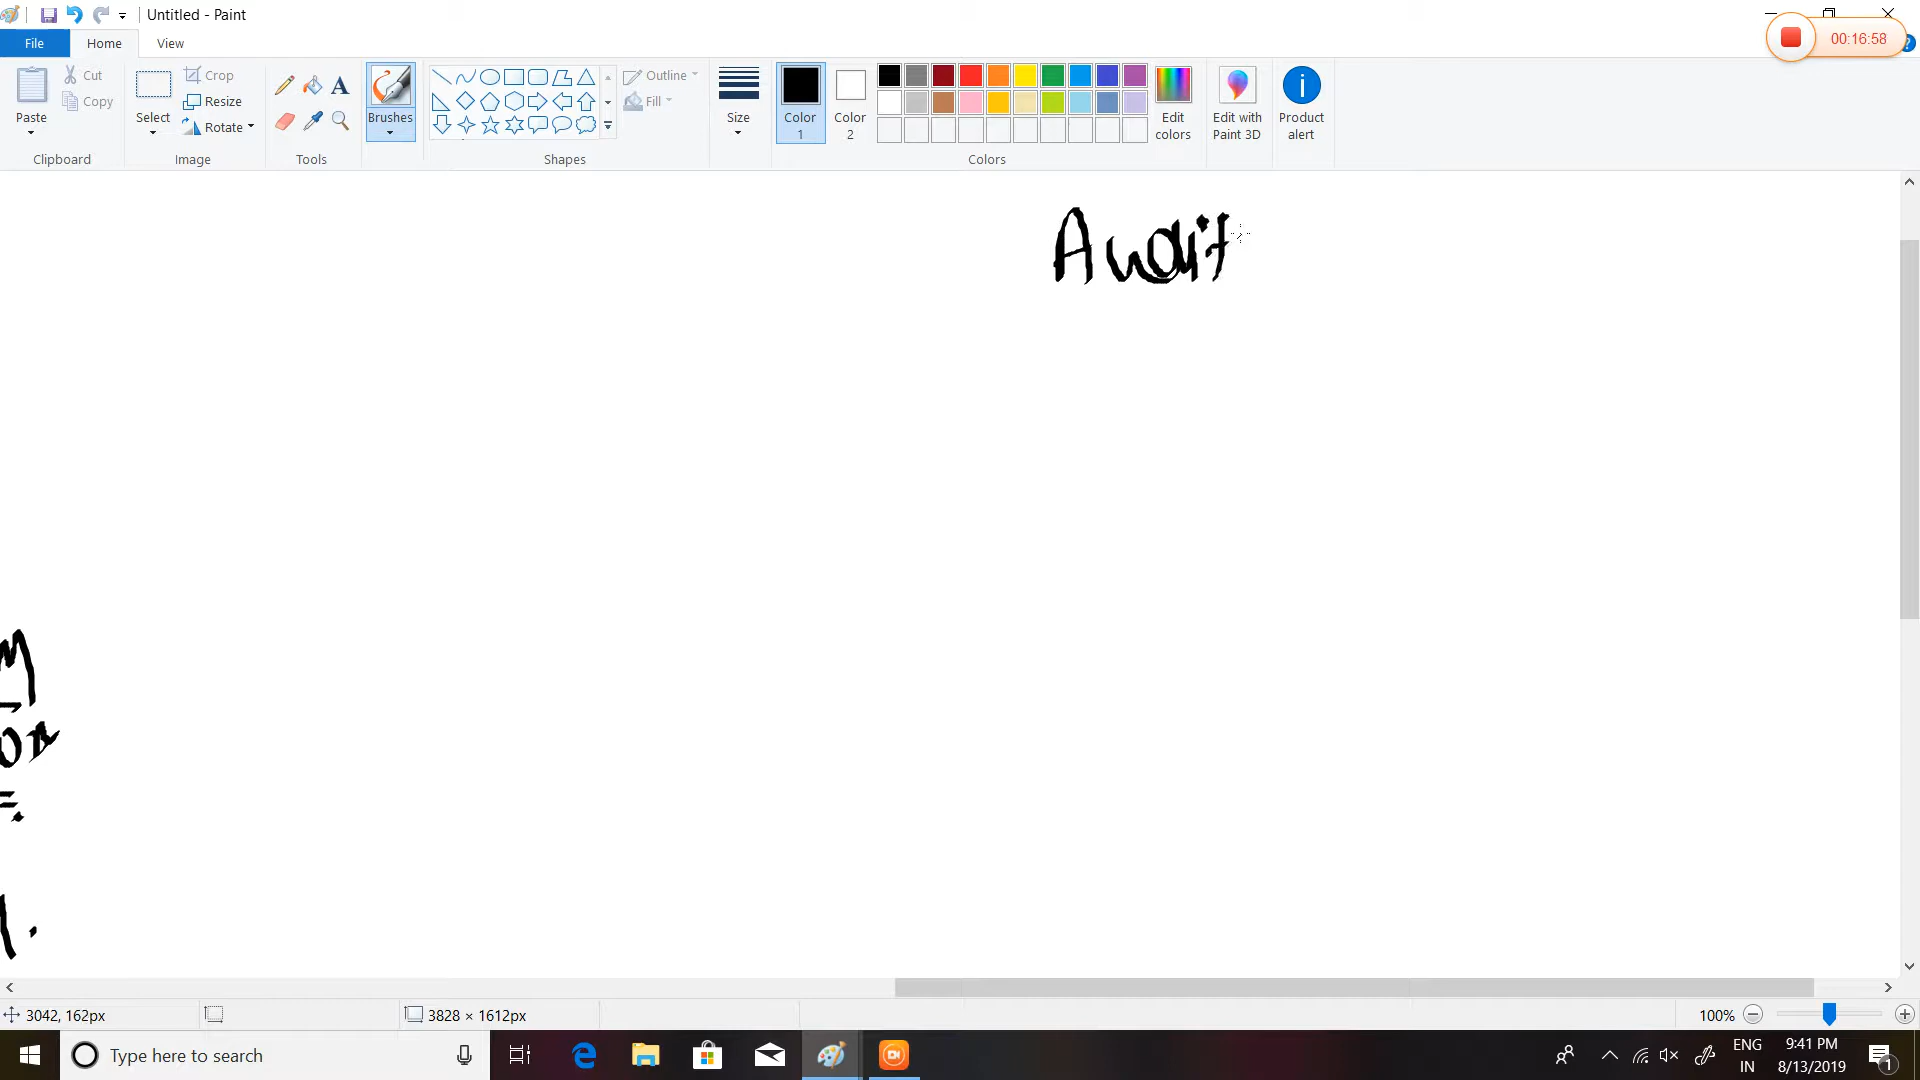 Untitled - Paint
00:16:58
File
Home
View
Paste
Cut
Copy
Clipboard
Select
Crop
Resize
Rotate
Image
Tools
Brushes
Shapes
Outline
Fill
Size
Color 1
Color 2
Colors
Edit colors
Edit with Paint 3D
Product alert
M
ox
=.
3042, 162px
3828 × 1612px
100%
Type here to search
ENG
IN
9:41 PM
8/13/2019
1